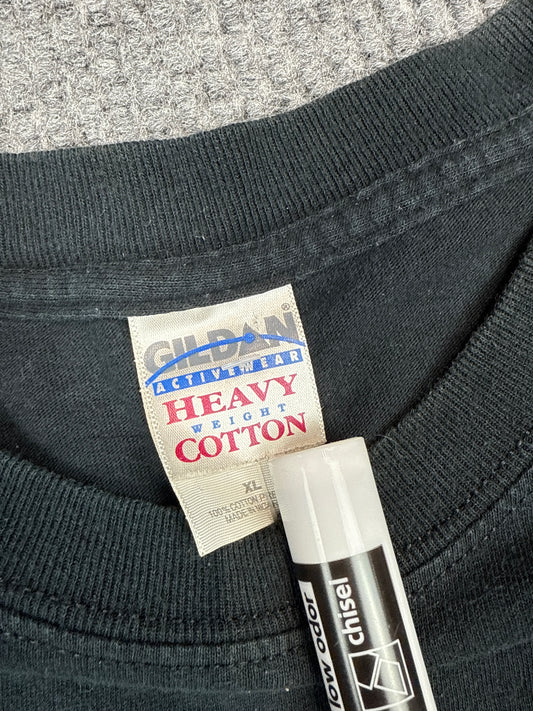 GILDAN®
ACTIVEWEAR
HEAVY
WEIGHT
COTTON
XL
100% COTTON
MADE IN
low odor
chisel